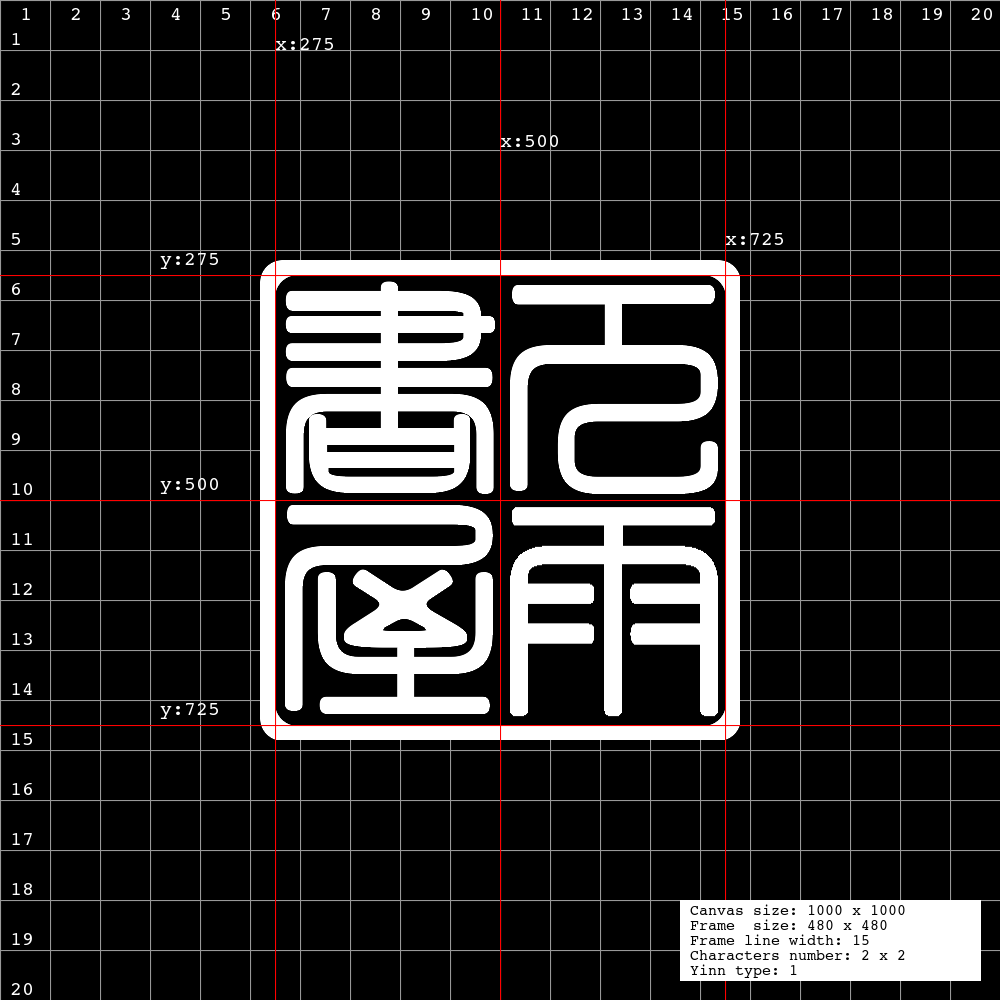 1 2 3 4 5 6 7 8 9 10 11 12 13 14 15 16 17 18 19 20
1
2
3
4
5
6
7
8
9
10
11
12
13
14
15
16
17
18
19
20
x:275
x:500
x:725
y:275
y:500
y:725
雨
書屋
Canvas size: 1000 x 1000
Frame  size: 480 x 480
Frame line width: 15
Characters number: 2 x 2
Yinn type: 1